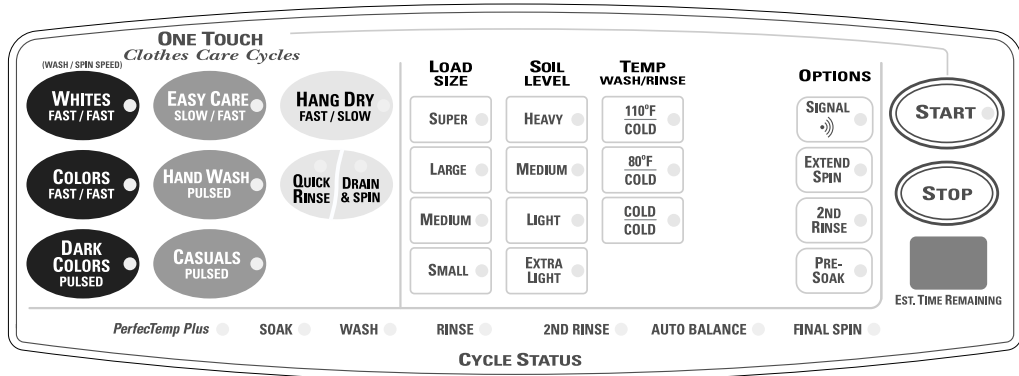 ONE TOUCH
Clothes Care Cycles
(WASH / SPIN SPEED)
WHITES
FAST / FAST
EASY CARE
SLOW / FAST
HANG DRY
FAST / SLOW
COLORS
FAST / FAST
HAND WASH
PULSED
QUICK
RINSE
DRAIN
& SPIN
DARK
COLORS
PULSED
CASUALS
PULSED
LOAD
SIZE
SUPER
LARGE
MEDIUM
SMALL
SOIL
LEVEL
HEAVY
MEDIUM
LIGHT
EXTRA
LIGHT
TEMP
WASH/RINSE
110°F
COLD
80°F
COLD
COLD
COLD
OPTIONS
SIGNAL
EXTEND
SPIN
2ND
RINSE
PRE-
SOAK
START
STOP
EST. TIME REMAINING
PerfecTemp Plus SOAK WASH RINSE 2ND RINSE AUTO BALANCE FINAL SPIN
CYCLE STATUS